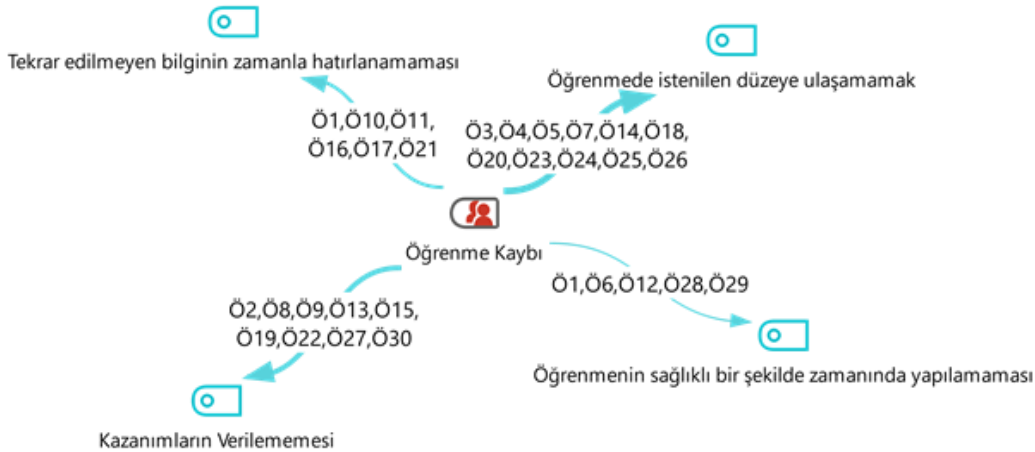 Tekrar edilmeyen bilginin zamanla hatırlanamaması
Öğrenmede istenilen düzeye ulaşamamak
Ö1,Ö10,Ö11,
Ö16,Ö17,Ö21
Ö3,Ö4,Ö5,Ö7,Ö14,Ö18,
Ö20,Ö23,Ö24,Ö25,Ö26
Öğrenme Kaybı
Ö1,Ö6,Ö12,Ö28,Ö29
Ö2,Ö8,Ö9,Ö13,Ö15,
Ö19,Ö22,Ö27,Ö30
Öğrenmenin sağlıklı bir şekilde zamanında yapılamaması
Kazanımların Verilememesi